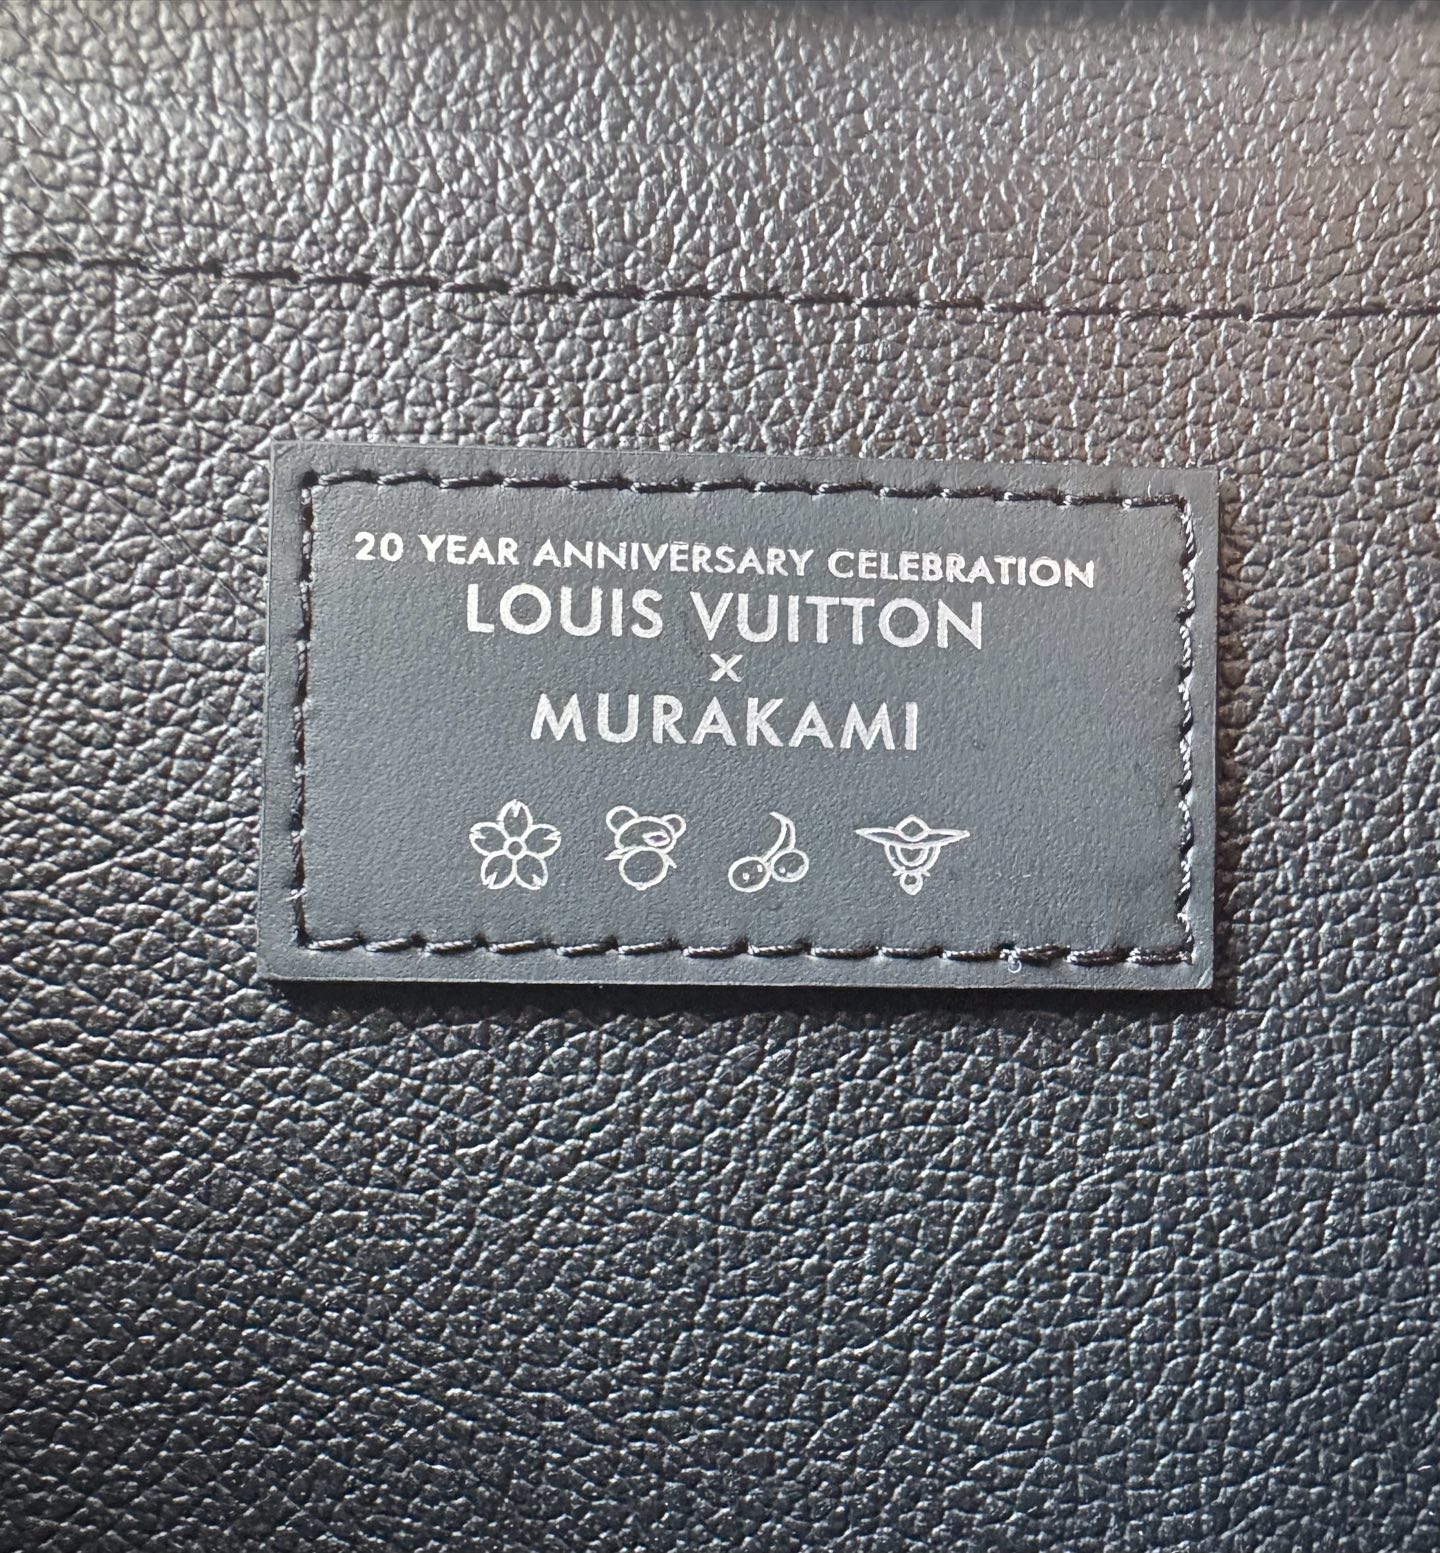 20 YEAR ANNIVERSARY CELEBRATION
LOUIS VUITTON
x
MURAKAMI